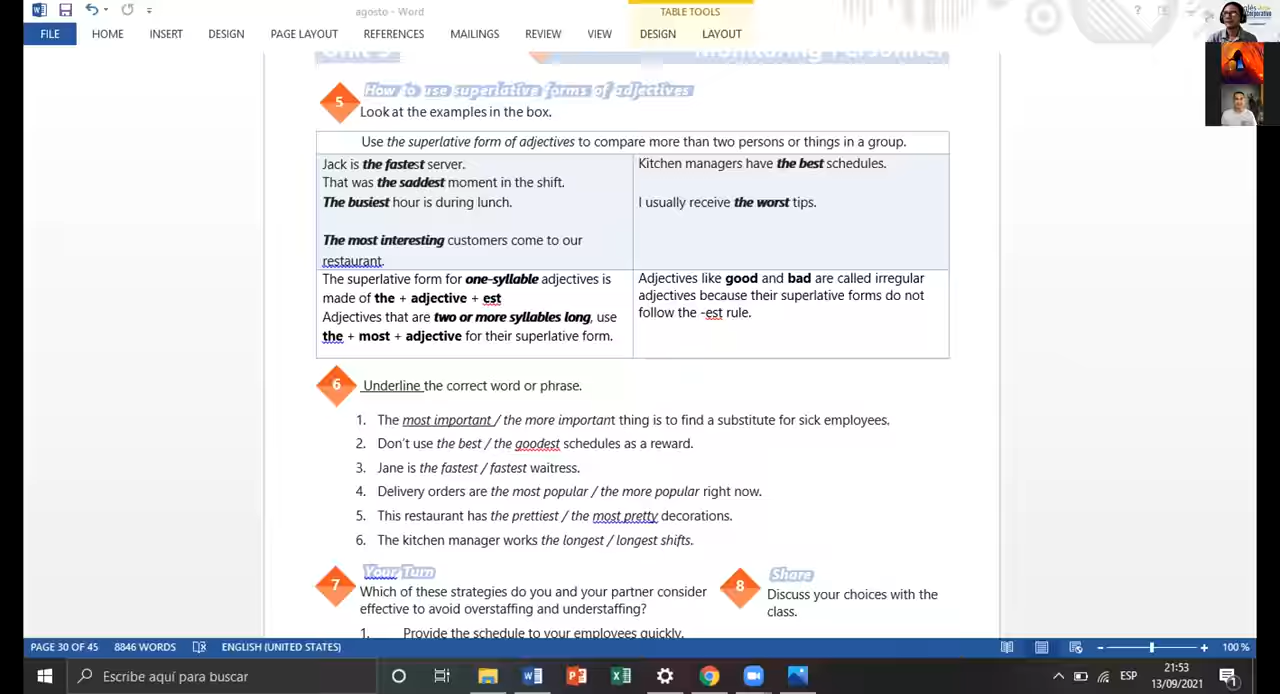 agosto - Word
TABLE TOOLS
FILE HOME INSERT DESIGN PAGE LAYOUT REFERENCES MAILINGS REVIEW VIEW DESIGN LAYOUT
5 How to use superlative forms of adjectives
Look at the examples in the box.
Use the superlative form of adjectives to compare more than two persons or things in a group.
Jack is the fastest server.
That was the saddest moment in the shift.
The busiest hour is during lunch.
The most interesting customers come to our
restaurant.
Kitchen managers have the best schedules.
I usually receive the worst tips.
The superlative form for one-syllable adjectives is
made of the + adjective + est
Adjectives that are two or more syllables long, use
the + most + adjective for their superlative form.
Adjectives like good and bad are called irregular
adjectives because their superlative forms do not
follow the -est rule.
6 Underline the correct word or phrase.
1. The most important / the more important thing is to find a substitute for sick employees.
2. Don't use the best / the goodest schedules as a reward.
3. Jane is the fastest / fastest waitress.
4. Delivery orders are the most popular / the more popular right now.
5. This restaurant has the prettiest / the most pretty decorations.
6. The kitchen manager works the longest / longest shifts.
7 Your Turn
Which of these strategies do you and your partner consider
effective to avoid overstaffing and understaffing?
1. Provide the schedule to your employees quickly.
8 Share
Discuss your choices with the
class.
PAGE 30 OF 45 8846 WORDS ENGLISH (UNITED STATES) 100 %
Escribe aquí para buscar
ESP
21:53
13/09/2021